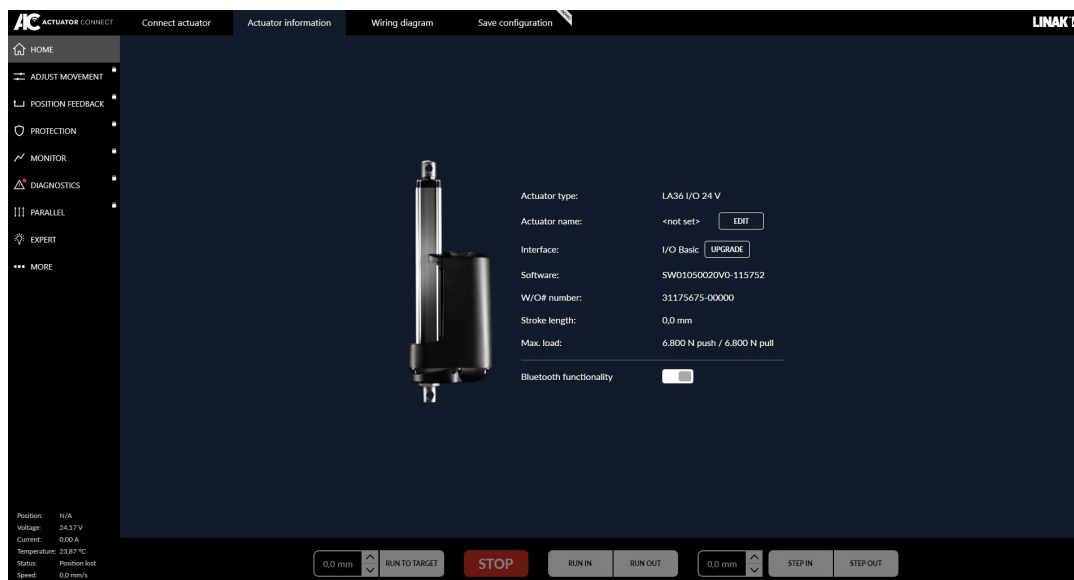 AC ACTUATOR CONNECT
Connect actuator
Actuator information
Wiring diagram
Save configuration
LINAK
HOME
ADJUST MOVEMENT
POSITION FEEDBACK
PROTECTION
MONITOR
DIAGNOSTICS
PARALLEL
EXPERT
MORE
Actuator type: LA36 I/O 24 V
Actuator name: <not set> EDIT
Interface: I/O Basic UPGRADE
Software: SW01050020V0-115752
W/O# number: 31175675-00000
Stroke length: 0,0 mm
Max. load: 6.800 N push / 6.800 N pull
Bluetooth functionality
Position: N/A
Voltage: 24,17 V
Current: 0,00 A
Temperature: 23,87 °C
Status: Position lost
Speed: 0,0 mm/s
0,0 mm RUN TO TARGET STOP RUN IN RUN OUT 0,0 mm STEP IN STEP OUT